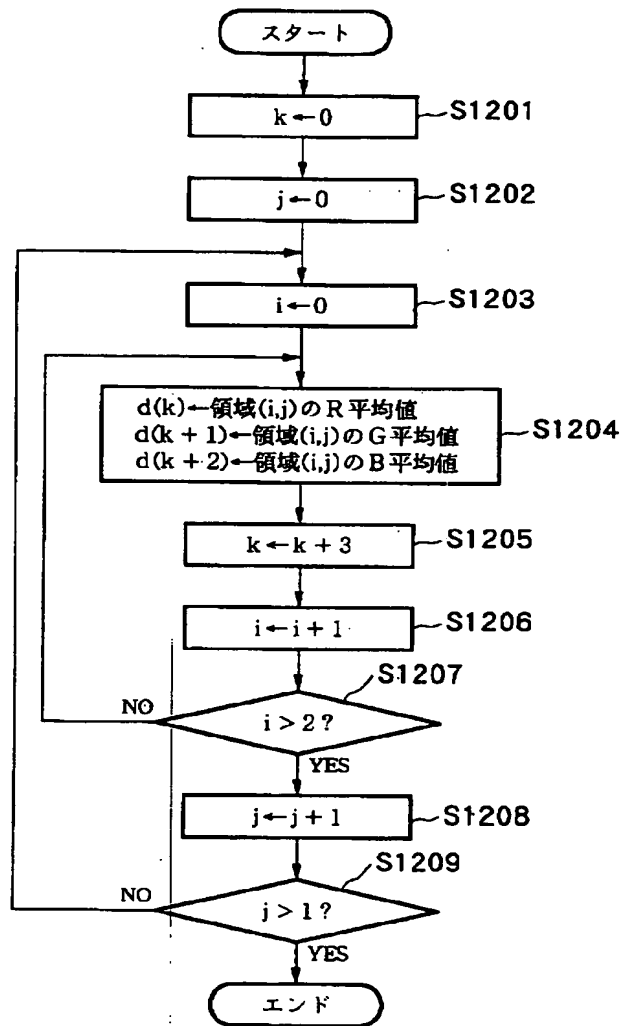 スタート
k←0
S1201
j←0
S1202
i←0
S1203
d(k)←領域(i,j)のR平均値
d(k+1)←領域(i,j)のG平均値
d(k+2)←領域(i,j)のB平均値
S1204
k←k+3
S1205
i←i+1
S1206
S1207
i>2?
NO
YES
j←j+1
S1208
S1209
j>1?
NO
YES
エンド